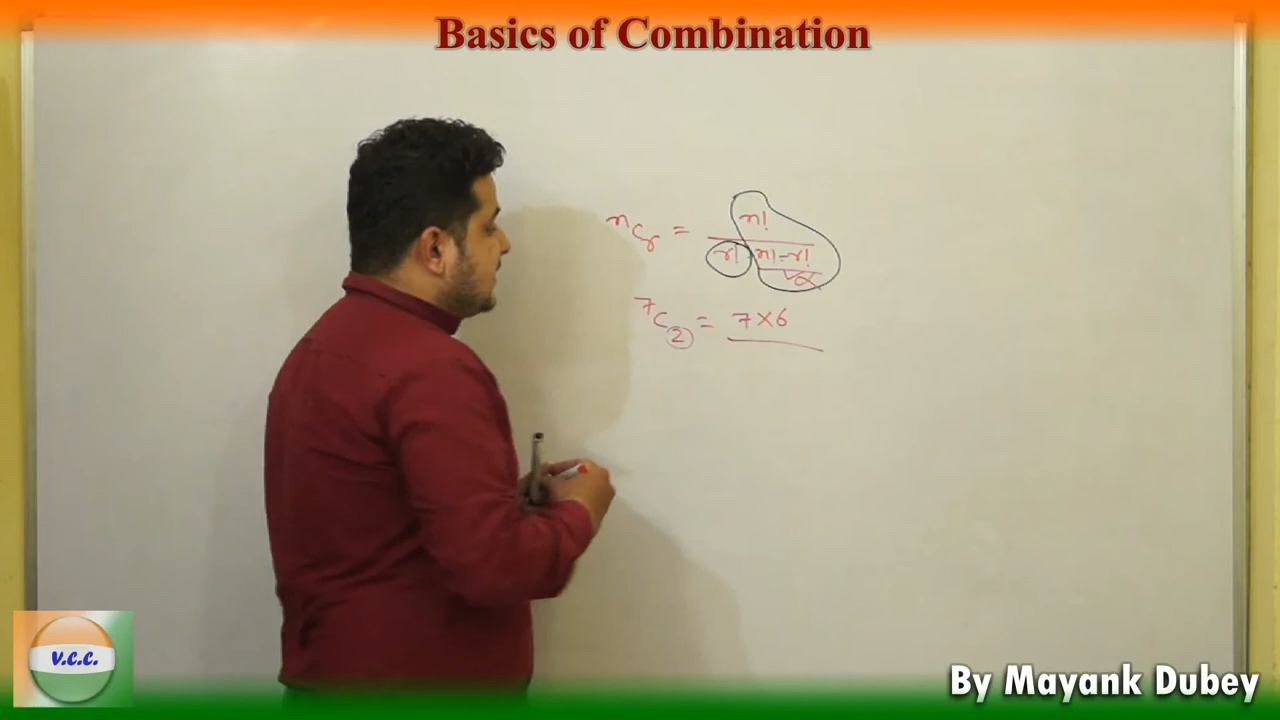 Basics of Combination
nCr = n!
r! n!-r!
7C2 = 7×6
V.C.C.
By Mayank Dubey